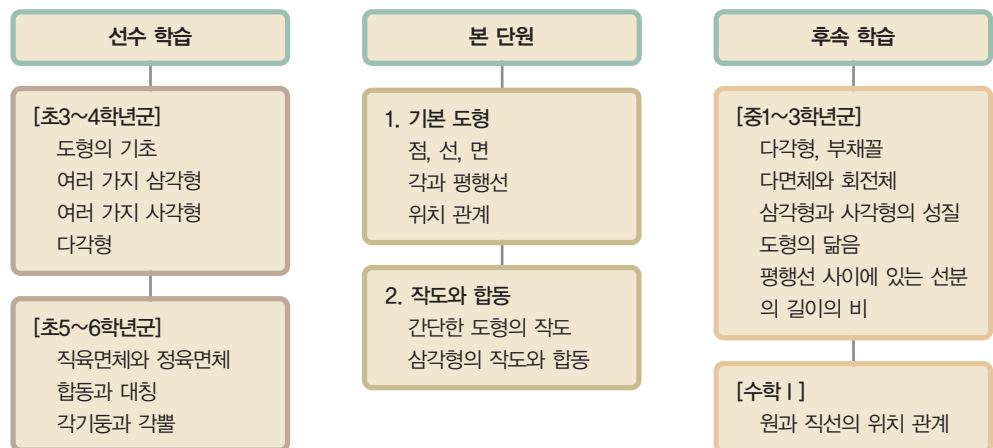 선수 학습
[초3~4학년군]
도형의 기초
여러 가지 삼각형
여러 가지 사각형
다각형
[초5~6학년군]
직육면체와 정육면체
합동과 대칭
각기둥과 각뿔
본 단원
1. 기본 도형
점, 선, 면
각과 평행선
위치 관계
2. 작도와 합동
간단한 도형의 작도
삼각형의 작도와 합동
후속 학습
[중1~3학년군]
다각형, 부채꼴
다면체와 회전체
삼각형과 사각형의 성질
도형의 닮음
평행선 사이에 있는 선분
의 길이의 비
[수학Ⅰ]
원과 직선의 위치 관계